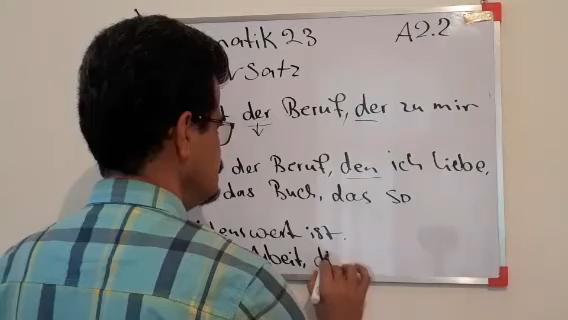 matik 23 A2.2
rSatz
der Beruf, der zu mir
der Beruf, den ich liebe,
das Buch, das so
denswert ist.
Arbeit, d